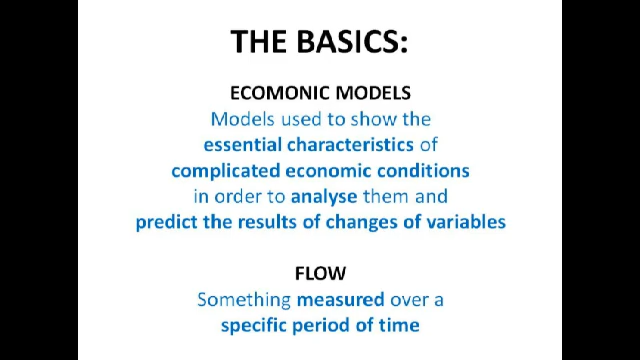 THE BASICS:
ECOMONIC MODELS
Models used to show the
essential characteristics of
complicated economic conditions
in order to analyse them and
predict the results of changes of variables
FLOW
Something measured over a
specific period of time